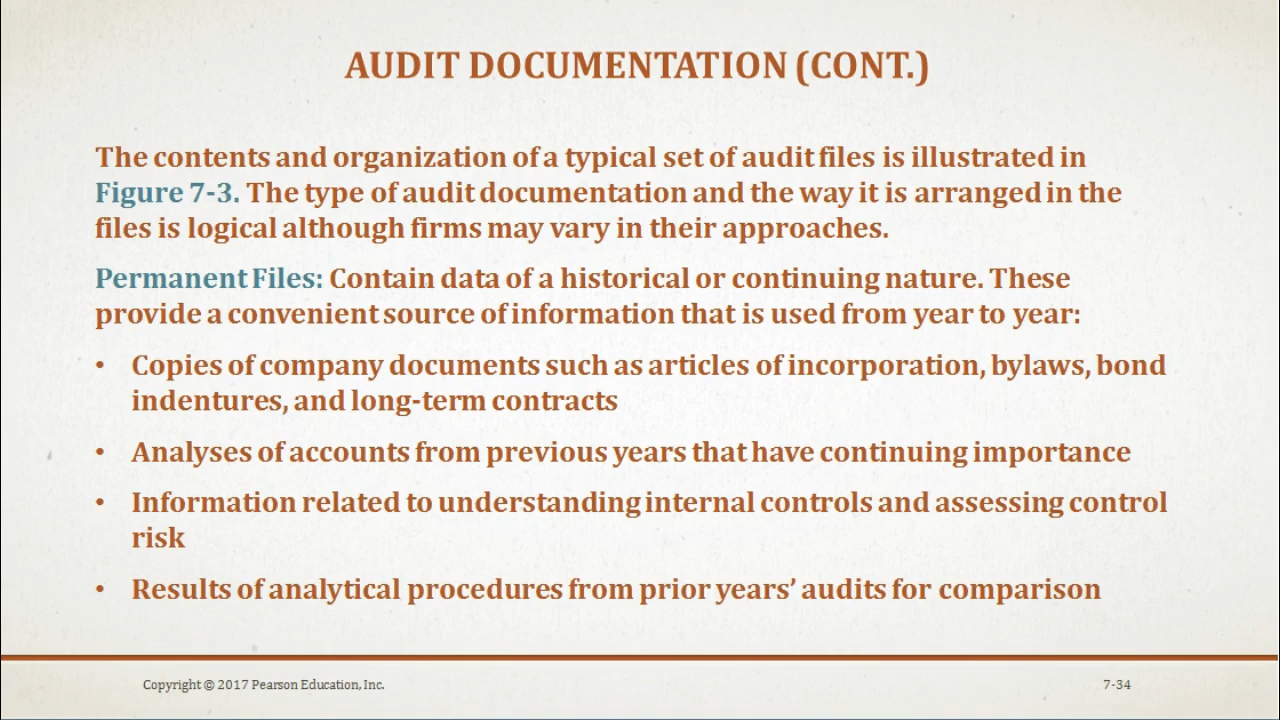 AUDIT DOCUMENTATION (CONT.)
The contents and organization of a typical set of audit files is illustrated in
Figure 7-3. The type of audit documentation and the way it is arranged in the
files is logical although firms may vary in their approaches.
Permanent Files: Contain data of a historical or continuing nature. These
provide a convenient source of information that is used from year to year:
• Copies of company documents such as articles of incorporation, bylaws, bond
indentures, and long-term contracts
• Analyses of accounts from previous years that have continuing importance
• Information related to understanding internal controls and assessing control
risk
• Results of analytical procedures from prior years’ audits for comparison
Copyright © 2017 Pearson Education, Inc.
7-34